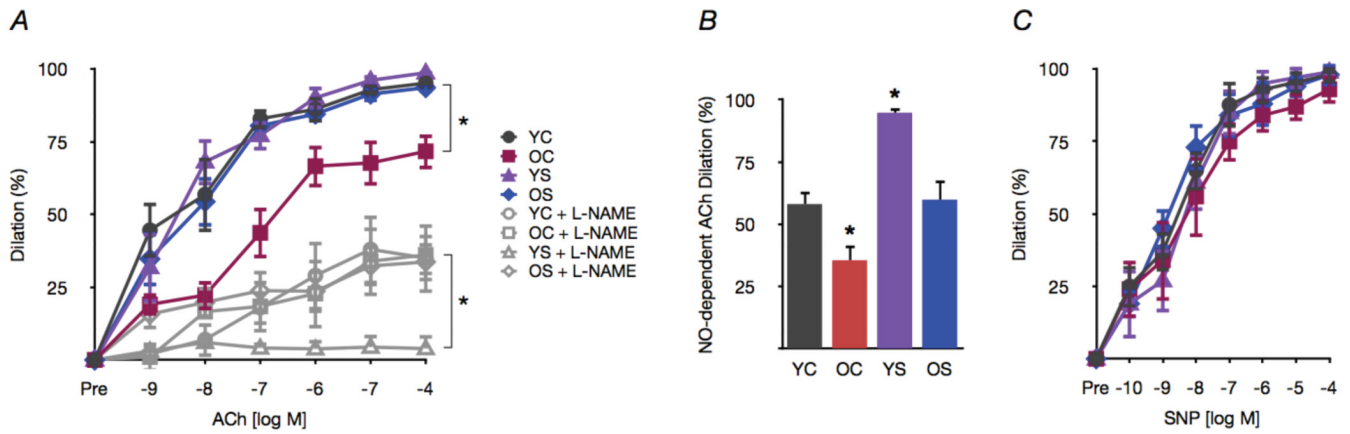 A
Dilation (%)
100
75
50
25
Pre -9 -8 -7 -6 -7 -4
ACh [log M]
*
*
YC
OC
YS
OS
YC + L-NAME
OC + L-NAME
YS + L-NAME
OS + L-NAME
B
NO-dependent ACh Dilation (%)
100
75
50
25
*
*
YC OC YS OS
C
Dilation (%)
100
75
50
25
Pre -10 -9 -8 -7 -6 -5 -4
SNP [log M]